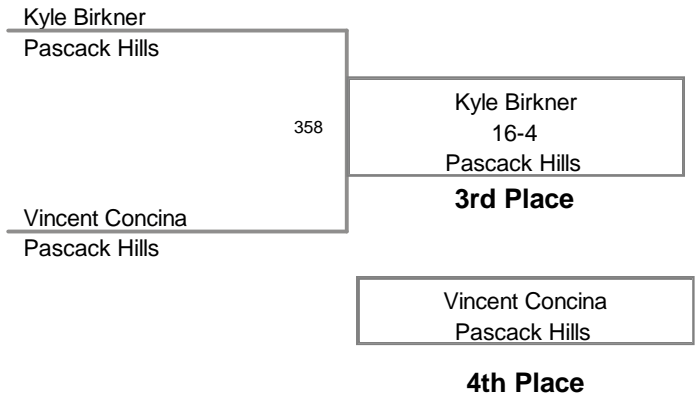 Kyle Birkner
Pascack Hills
358
Kyle Birkner
16-4
Pascack Hills
3rd Place
Vincent Concina
Pascack Hills
Vincent Concina
Pascack Hills
4th Place